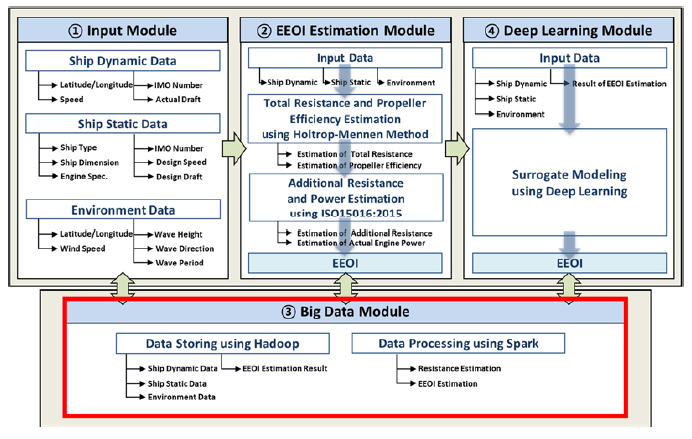 ① Input Module
Ship Dynamic Data
Latitude/Longitude
IMO Number
Speed
Actual Draft
Ship Static Data
Ship Type
IMO Number
Ship Dimension
Design Speed
Engine Spec.
Design Draft
Environment Data
Latitude/Longitude
Wave Height
Wind Speed
Wave Direction
Wave Period
② EEOI Estimation Module
Input Data
Ship Dynamic
Ship Static
Environment
Total Resistance and Propeller
Efficiency Estimation
using Holtrop-Mennen Method
Estimation of Total Resistance
Estimation of Propeller Efficiency
Additional Resistance
and Power Estimation
using ISO15016:2015
Estimation of Additional Resistance
Estimation of Actual Engine Power
EEOI
④ Deep Learning Module
Input Data
Ship Dynamic
Result of EEOI Estimation
Ship Static
Environment
Surrogate Modeling
using Deep Learning
EEOI
③ Big Data Module
Data Storing using Hadoop
Ship Dynamic Data
EEOI Estimation Result
Ship Static Data
Environment Data
Data Processing using Spark
Resistance Estimation
EEOI Estimation